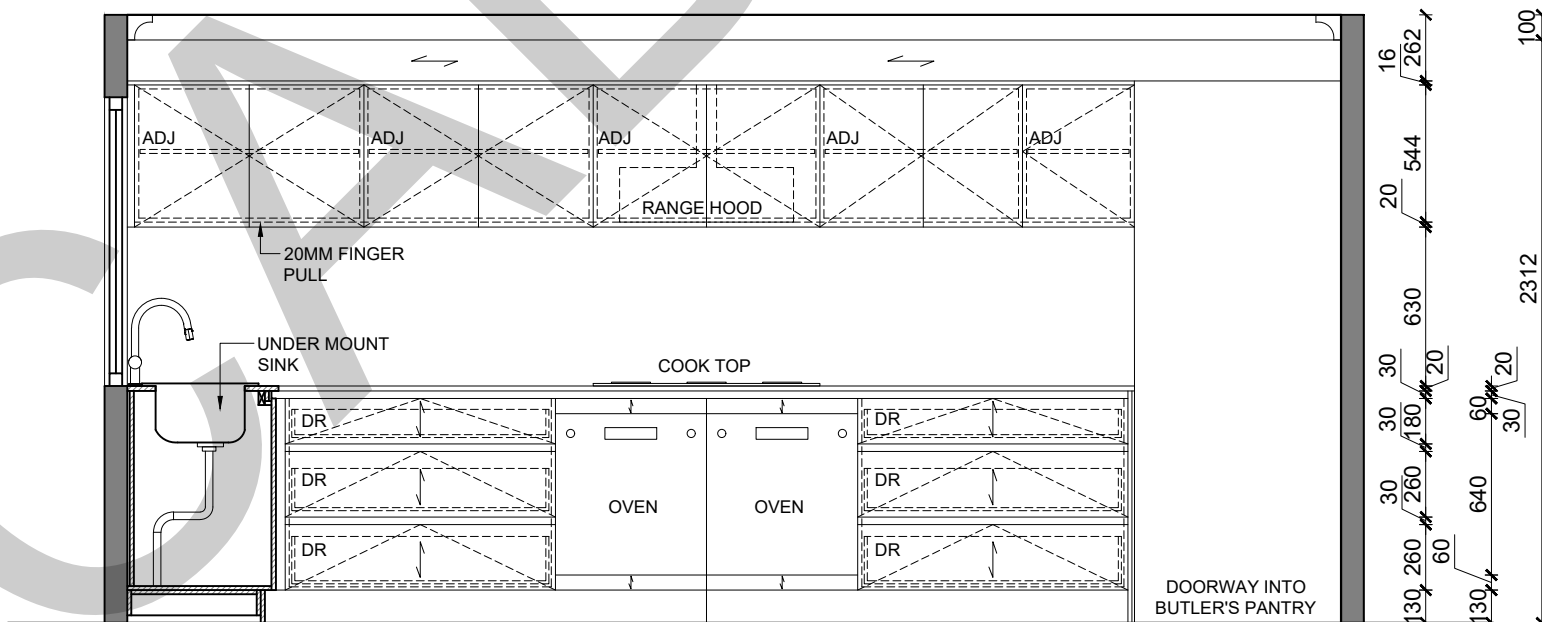 ADJ
ADJ
ADJ
ADJ
ADJ
RANGE HOOD
20MM FINGER
PULL
UNDER MOUNT
SINK
COOK TOP
DR
DR
DR
OVEN
OVEN
DR
DR
DR
DOORWAY INTO
BUTLER'S PANTRY
262
16
544
20
630
30
20
180
30
260
30
260
130
20
60
30
640
60
130
100
2312